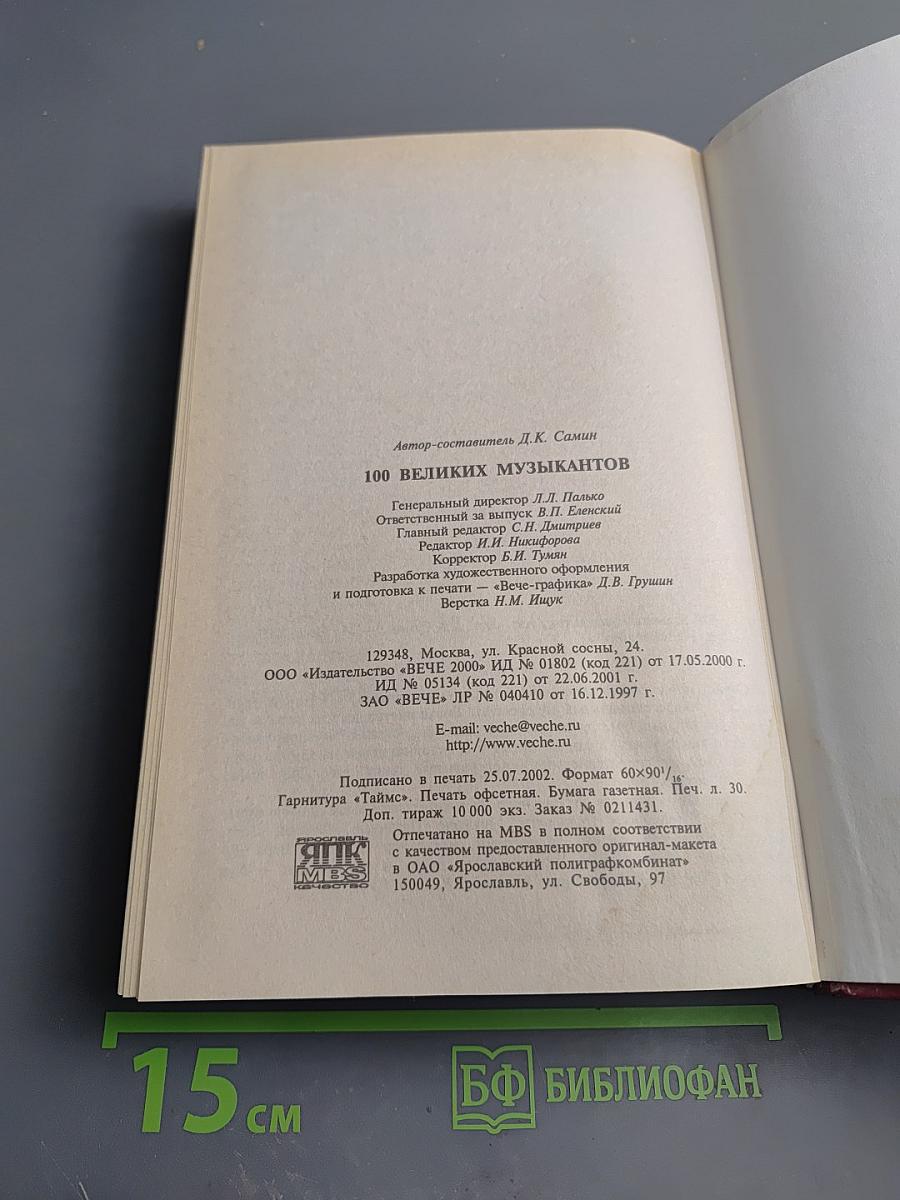 Автор-составитель Д.К. Самин
100 ВЕЛИКИХ МУЗЫКАНТОВ
Генеральный директор Л.Л. Палько
Ответственный за выпуск В.П. Еленский
Главный редактор С.Н. Дмитриев
Редактор И.И. Никифорова
Корректор Б.И. Тумян
Разработка художественного оформления
и подготовка к печати — «Вече-графика» Д.В. Грушин
Верстка Н.М. Ищук
129348, Москва, ул. Красной сосны, 24.
ООО «Издательство «ВЕЧЕ 2000» ИД № 01802 (код 221) от 17.05.2000 г.
ИД № 05134 (код 221) от 22.06.2001 г.
ЗАО «ВЕЧЕ» ЛР № 040410 от 16.12.1997 г.
E-mail: veche@veche.ru
http://www.veche.ru
Подписано в печать 25.07.2002. Формат 60×90¹/₁₆.
Гарнитура «Таймс». Печать офсетная. Бумага газетная. Печ. л. 30.
Доп. тираж 10 000 экз. Заказ № 0211431.
ЯРОСЛАВЛЬ
ЯПК
MBS
КАЧЕСТВО
Отпечатано на MBS в полном соответствии
с качеством предоставленного оригинал-макета
в ОАО «Ярославский полиграфкомбинат»
150049, Ярославль, ул. Свободы, 97
15 см
БФ БИБЛИОФАН